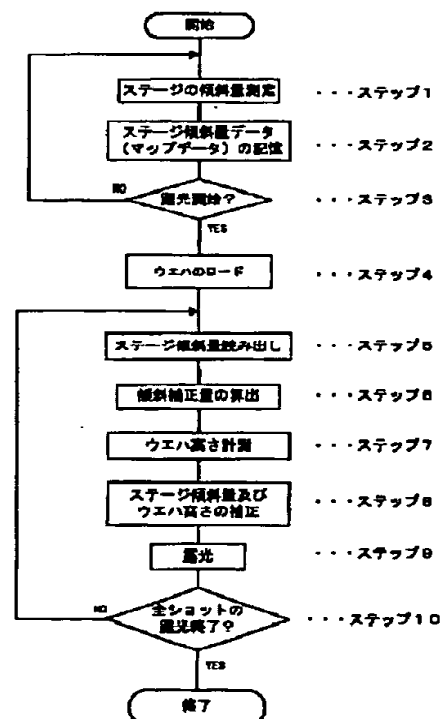 開始
ステージの傾斜量測定 ・・・ステップ1
ステージ傾斜量データ
(マップデータ)の記憶 ・・・ステップ2
NO
露光開始? ・・・ステップ3
YES
ウエハのロード ・・・ステップ4
ステージ傾斜量読み出し ・・・ステップ5
傾斜補正量の算出 ・・・ステップ6
ウエハ高さ計測 ・・・ステップ7
ステージ傾斜量及び
ウエハ高さの補正 ・・・ステップ8
露光 ・・・ステップ9
NO
全ショットの
露光終了? ・・・ステップ10
YES
終了